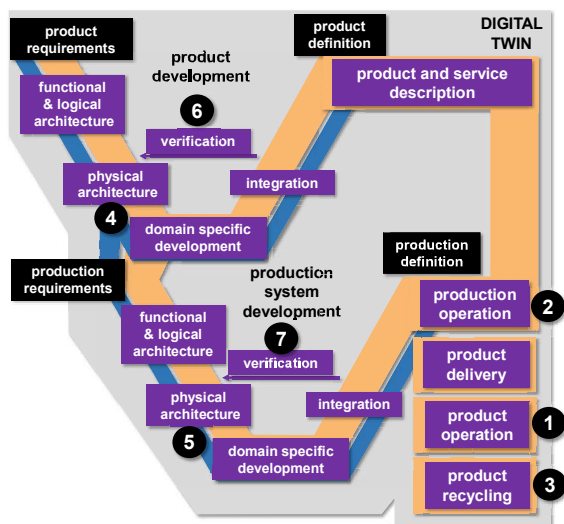 product
requirements
product
development
product
definition
DIGITAL
TWIN
product and service
description
functional
& logical
architecture
6
verification
integration
physical
architecture
4
domain specific
development
production
requirements
production
system
development
production
definition
production
operation
2
functional
& logical
architecture
7
verification
product
delivery
physical
architecture
integration
product
operation
1
5
domain specific
development
product
recycling
3